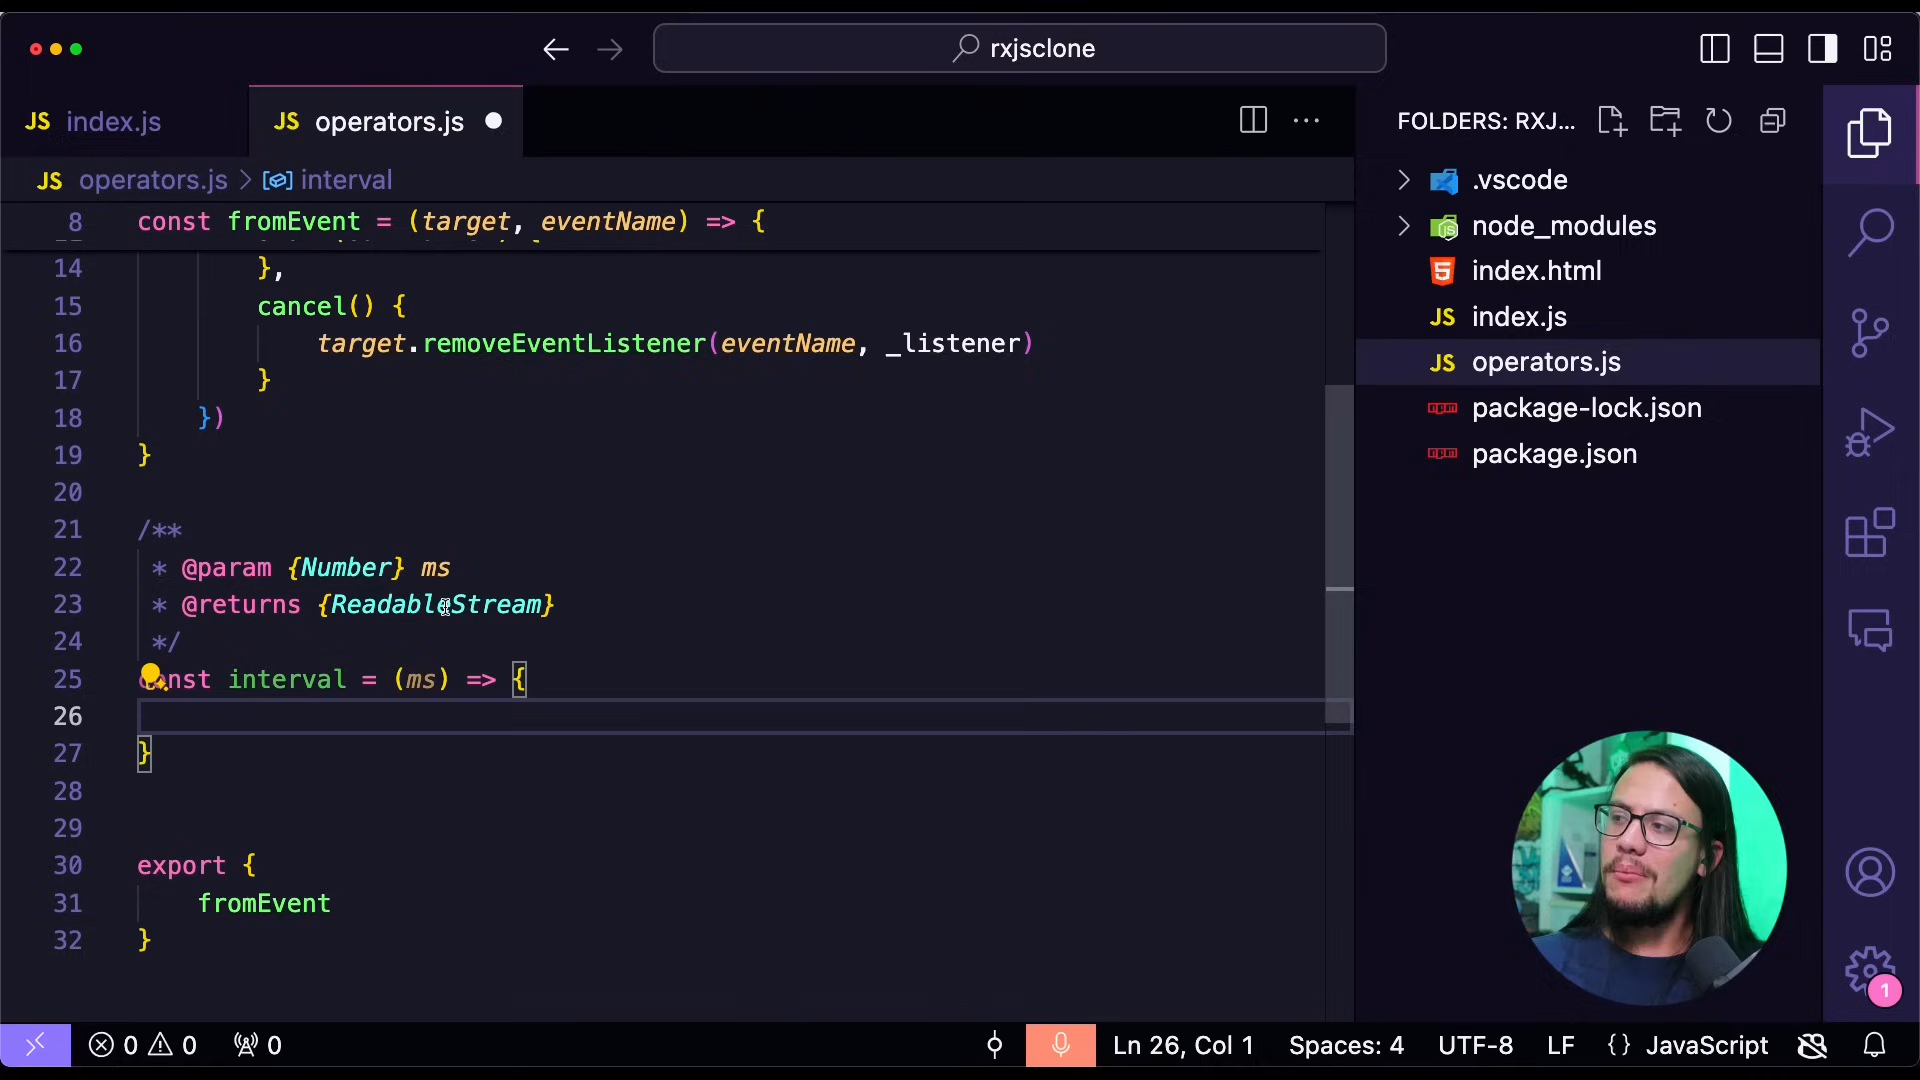 rxjsclone
JS index.js
JS operators.js
FOLDERS: RXJ...
JS operators.js > interval
8 const fromEvent = (target, eventName) => {
14 },
15 cancel() {
16 target.removeEventListener(eventName, _listener)
17 }
18 })
19 }
20
21 /**
22 * @param {Number} ms
23 * @returns {ReadableStream}
24 */
25 const interval = (ms) => {
26
27 }
28
29
30 export {
31 fromEvent
32 }
.vscode
node_modules
index.html
JS index.js
JS operators.js
package-lock.json
package.json
1
0 0 0
Ln 26, Col 1 Spaces: 4 UTF-8 LF {} JavaScript